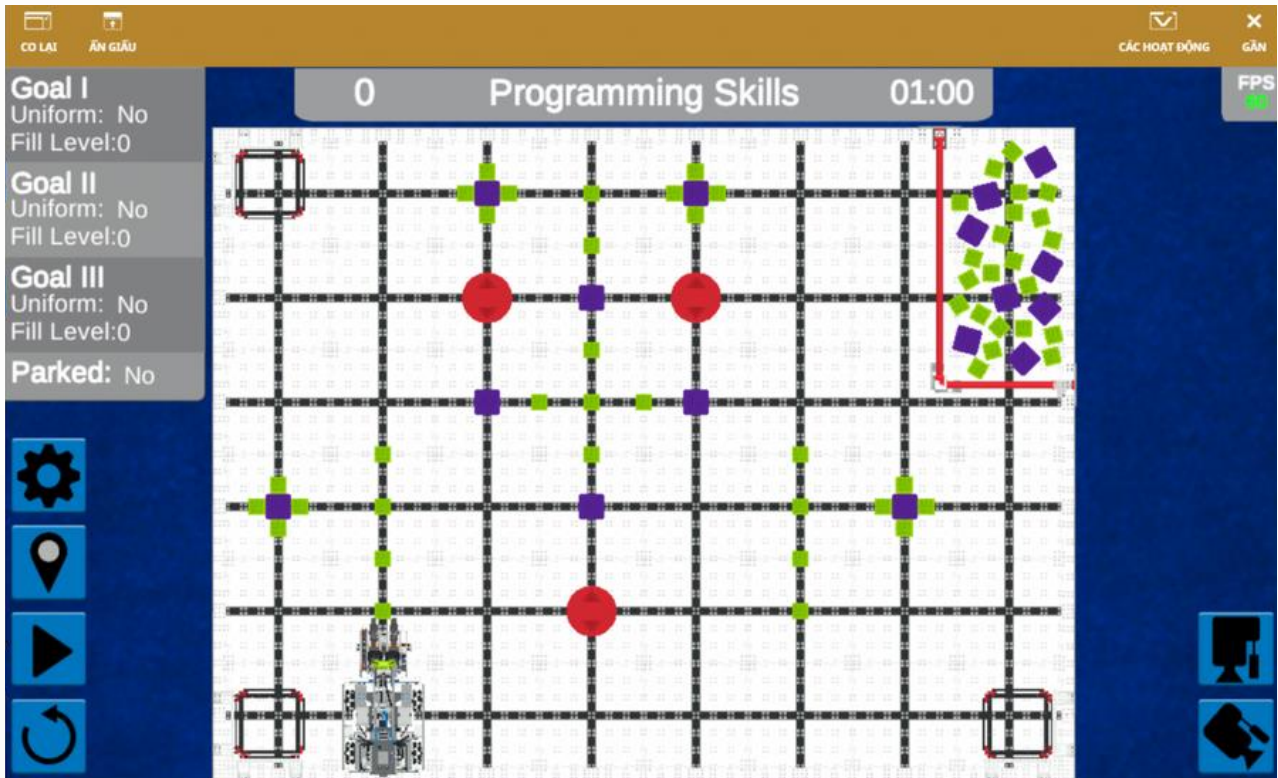 CO LẠI
ẨN GIẤU
CÁC HOẠT ĐỘNG
GẦN
0
Programming Skills
01:00
FPS
Goal I
Uniform: No
Fill Level:0
Goal II
Uniform: No
Fill Level:0
Goal III
Uniform: No
Fill Level:0
Parked: No